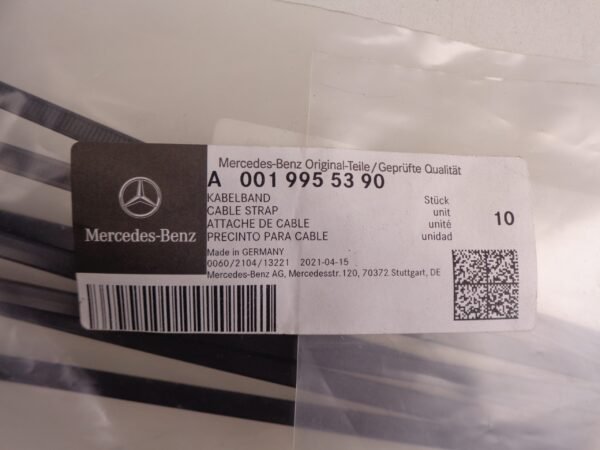 Mercedes-Benz Original-Teile/Geprüfte Qualität
A 001 995 53 90
KABELBAND Stück
CABLE STRAP unit 10
ATTACHE DE CABLE unité
PRECINTO PARA CABLE unidad
Mercedes-Benz
Made in GERMANY
0060/2104/13221 2021-04-15
Mercedes-Benz AG, Mercedesstr. 120, 70372 Stuttgart, DE